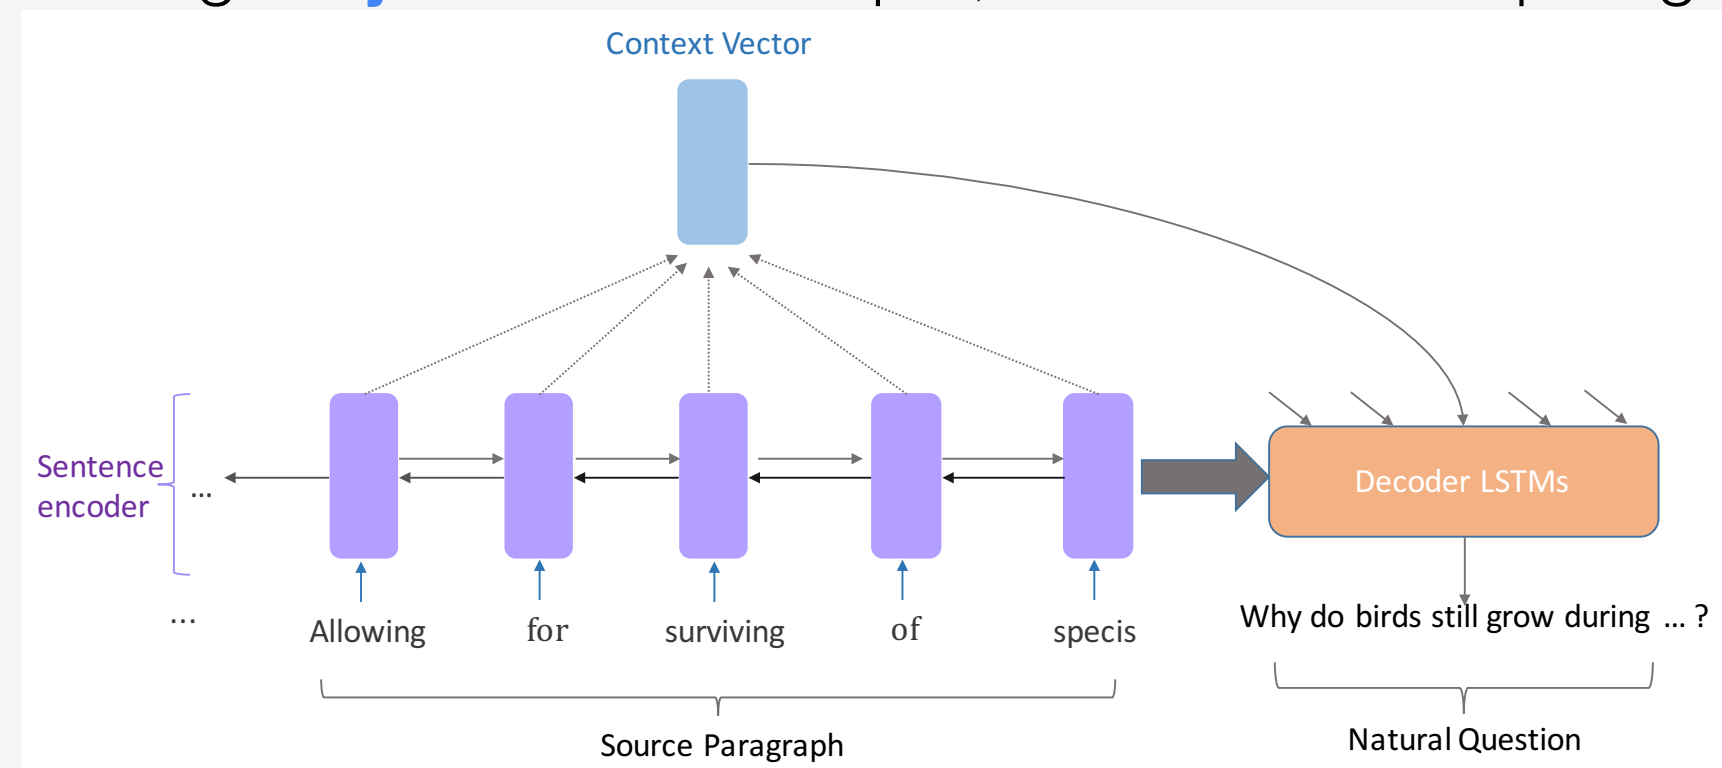 Context Vector
Sentence
encoder
...
...
Allowing for surviving of specis
Source Paragraph
Decoder LSTMs
Why do birds still grow during ... ?
Natural Question